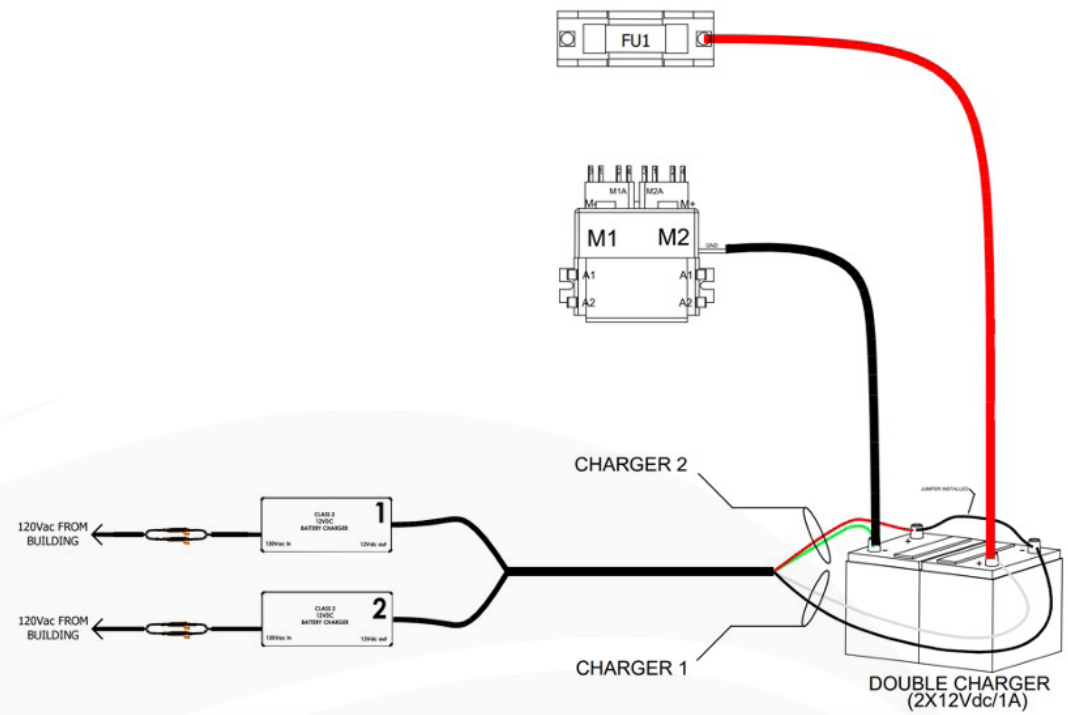 FU1
M1A
M2A
M-
M+
M1
M2
GND
A1
A1
A2
A2
CHARGER 2
JUMPER INSTALLED
120Vac FROM
BUILDING
CLASS 2
12VDC
BATTERY CHARGER
1
120Vac in
12Vdc out
+
-
+
-
120Vac FROM
BUILDING
CLASS 2
12VDC
BATTERY CHARGER
2
120Vac in
12Vdc out
CHARGER 1
DOUBLE CHARGER
(2X12Vdc/1A)